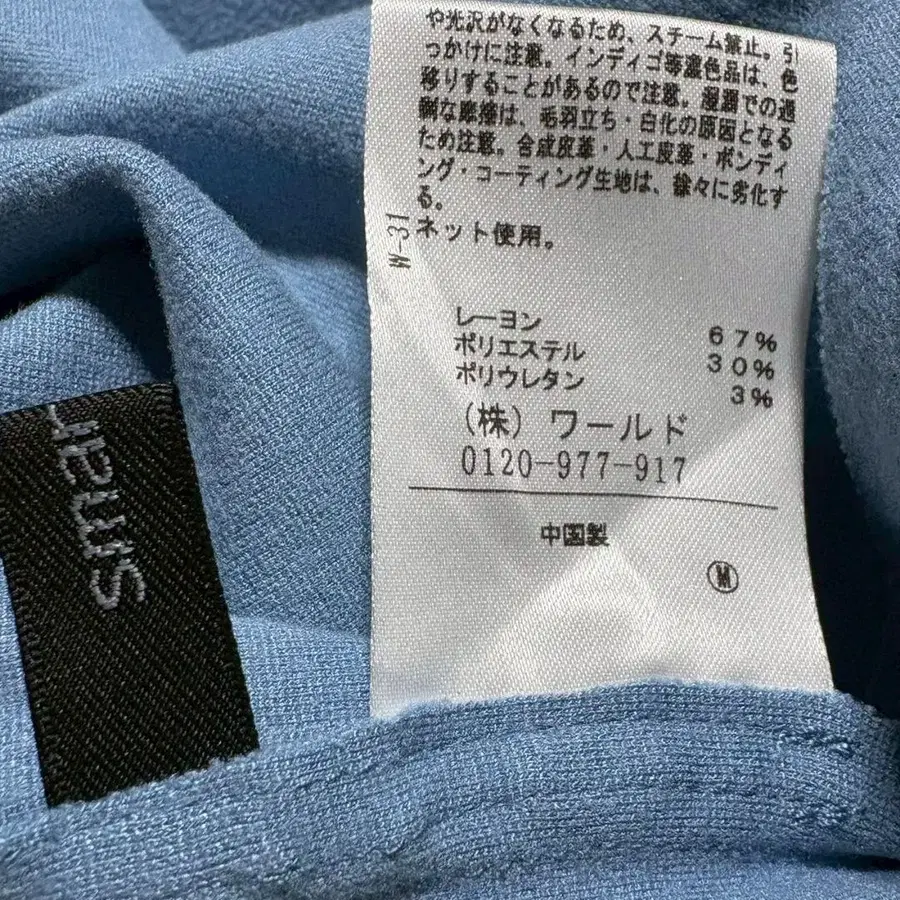 や光沢がなくなるため、スチーム禁止。引
っかけに注意。インディゴ等濃色品は、色
移りすることがあるので注意。湿潤での過
剰な摩擦は、毛羽立ち・白化の原因となる
ため注意。合成皮革・人工皮革・ボンディ
ング・コーティング生地は、徐々に劣化す
る。
ネット使用。
W-31
レーヨン 67%
ポリエステル 30%
ポリウレタン 3%
(株) ワールド
0120-977-917
中国製
M
smar